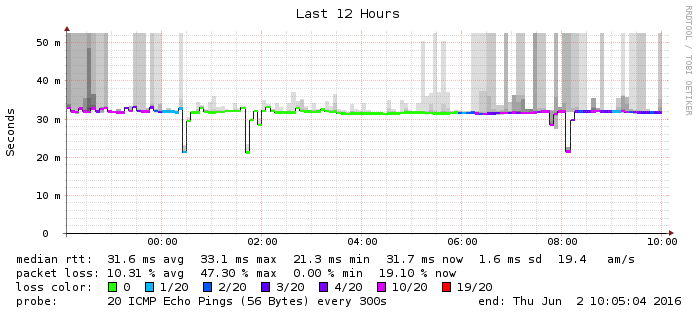 Last 12 Hours
RRDTOOL / TOBI OETIKER
Seconds
50 m
40 m
30 m
20 m
10 m
0
00:00 02:00 04:00 06:00 08:00 10:00
median rtt: 31.6 ms avg 33.1 ms max 21.3 ms min 31.7 ms now 1.6 ms sd 19.4 am/s
packet loss: 10.31 % avg 47.30 % max 0.00 % min 19.10 % now
loss color: 0 1/20 2/20 3/20 4/20 10/20 19/20
probe: 20 ICMP Echo Pings (56 Bytes) every 300s end: Thu Jun 2 10:05:04 2016